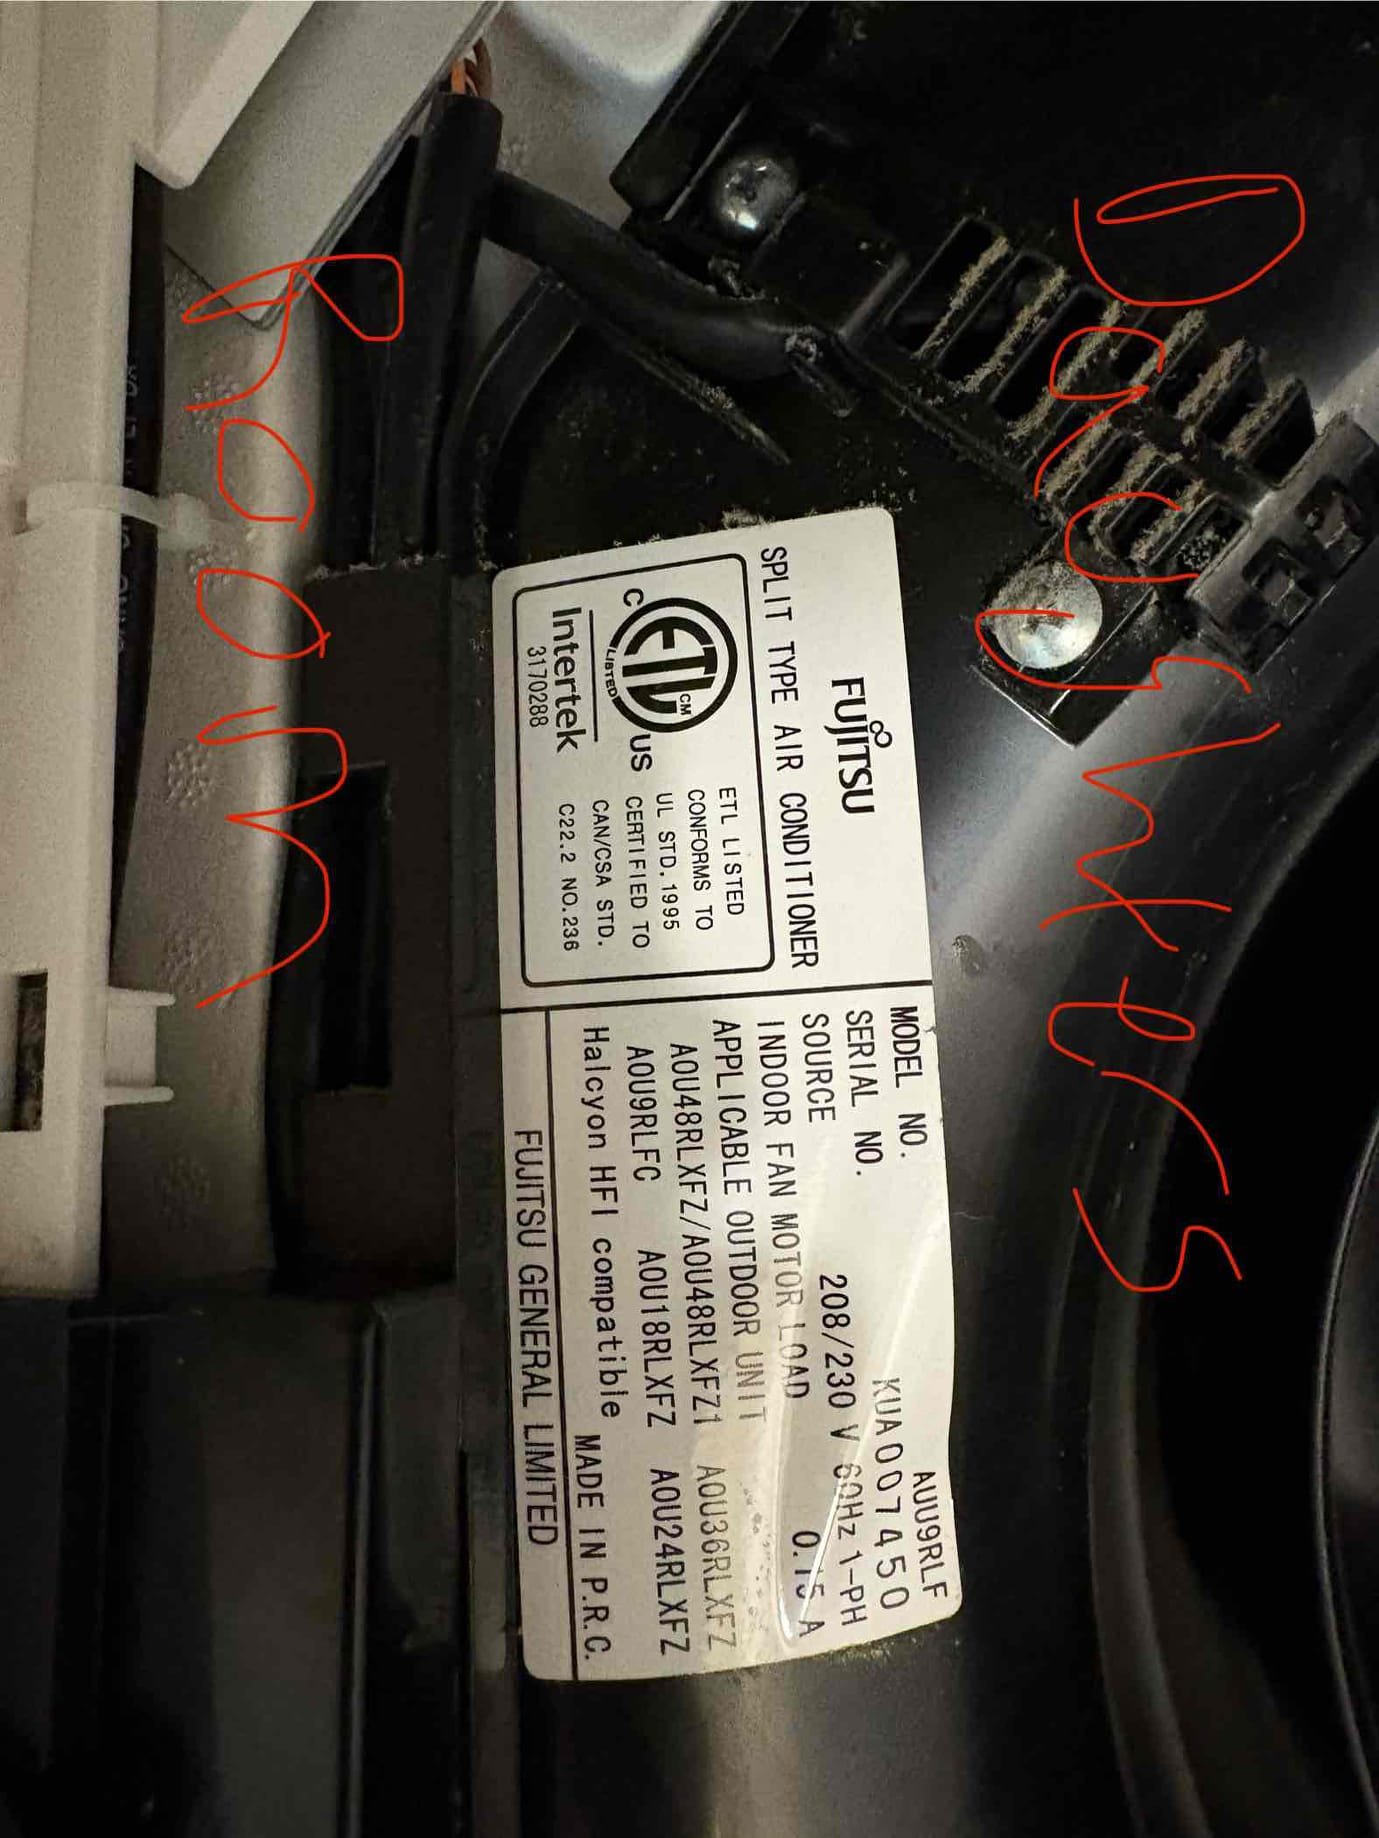 Daughters
Room
FUJITSU
SPLIT TYPE AIR CONDITIONER
C ETL CM US
LISTED
Intertek
3170288
ETL LISTED
CONFORMS TO
UL STD.1995
CERTIFIED TO
CAN/CSA STD.
C22.2 NO.236
MODEL NO. AUU9RLF
SERIAL NO. KUA007450
SOURCE 208/230 V 60Hz 1-PH
INDOOR FAN MOTOR LOAD 0.15 A
APPLICABLE OUTDOOR UNIT
AOU48RLXFZ/AOU48RLXFZ1 AOU36RLXFZ
AOU9RLFC AOU18RLXFZ AOU24RLXFZ
Halcyon HFI compatible MADE IN P.R.C.
FUJITSU GENERAL LIMITED